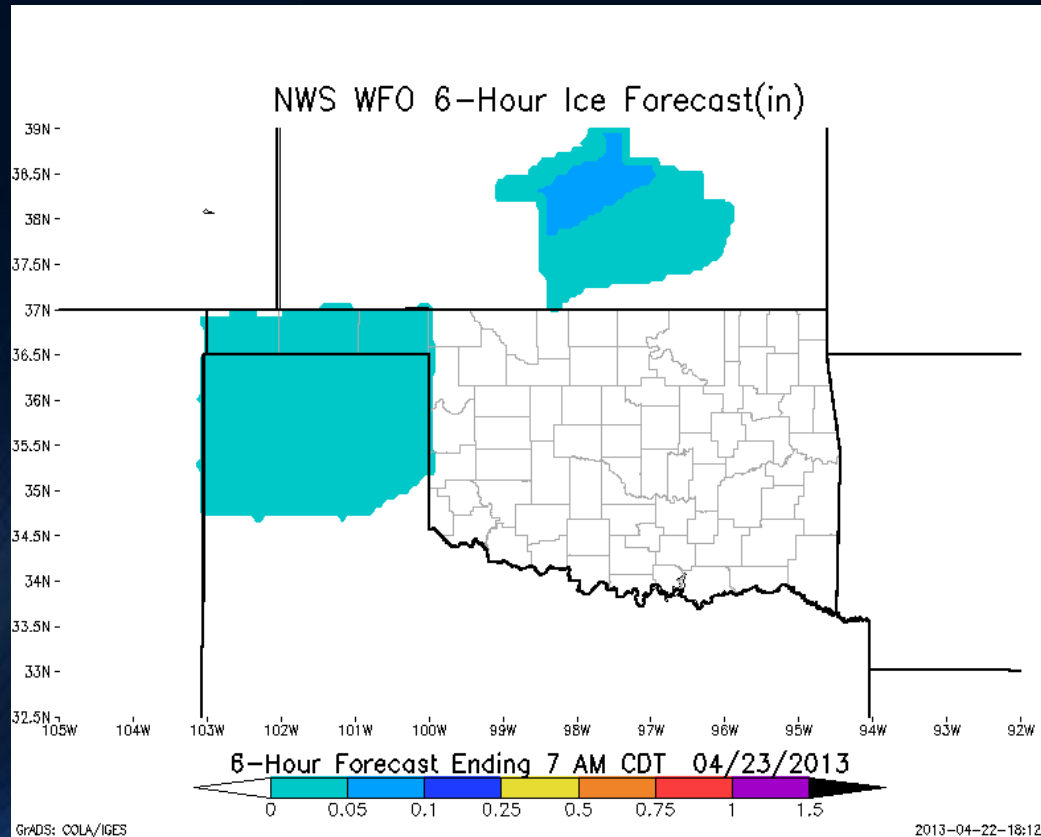 NWS WFO 6-Hour Ice Forecast(in)
39N
38.5N
38N
37.5N
37N
36.5N
36N
35.5N
35N
34.5N
34N
33.5N
33N
32.5N
105W 104W 103W 102W 101W 100W 99W 98W 97W 96W 95W 94W 93W 92W
6-Hour Forecast Ending 7 AM CDT 04/23/2013
0 0.05 0.1 0.25 0.5 0.75 1 1.5
GrADS: COLA/IGES 2013-04-22-18:12